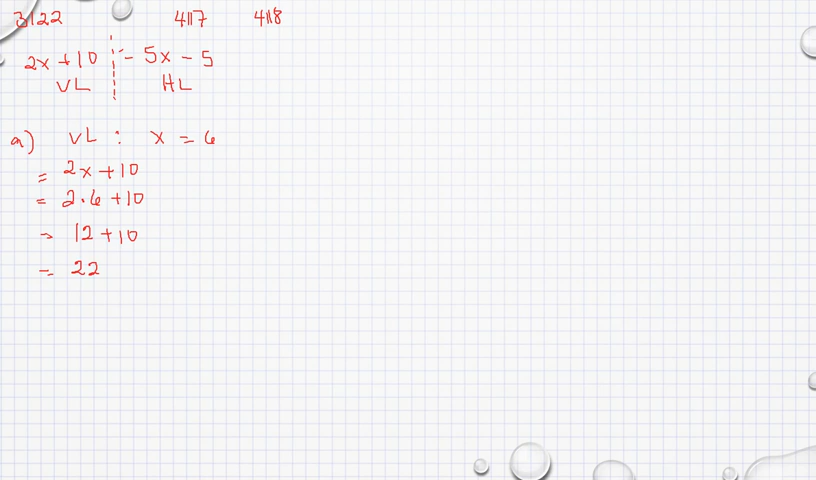 3122 4117 4118
2x + 10 = 5x - 5
VL HL
a) VL : x = 6
= 2x + 10
= 2·6 + 10
= 12 + 10
= 22